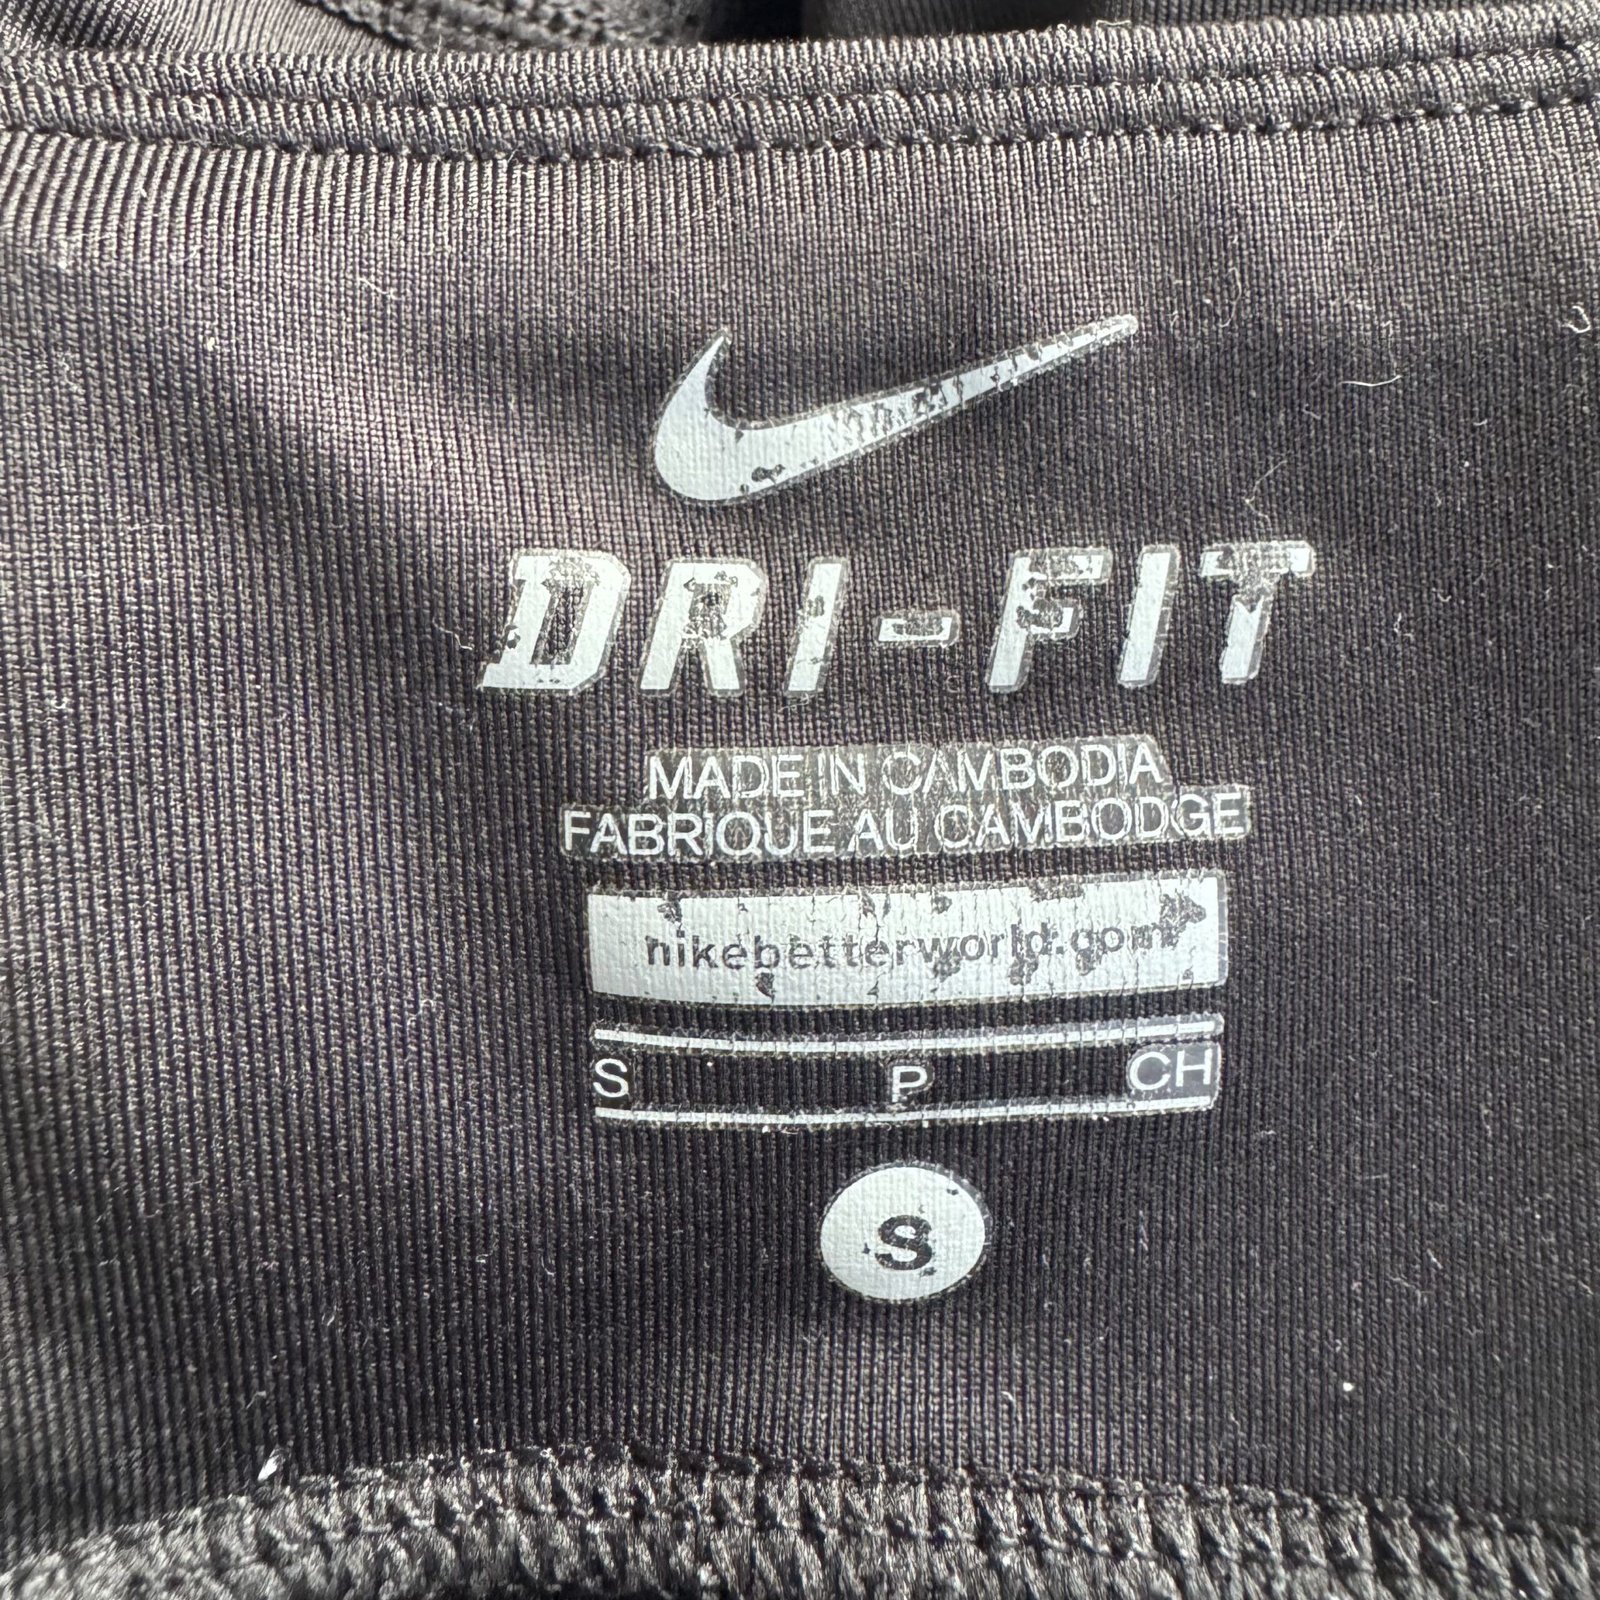 DRI-FIT
MADE IN CAMBODIA
FABRIQUE AU CAMBODGE
nikebetterworld.com
S P CH
S